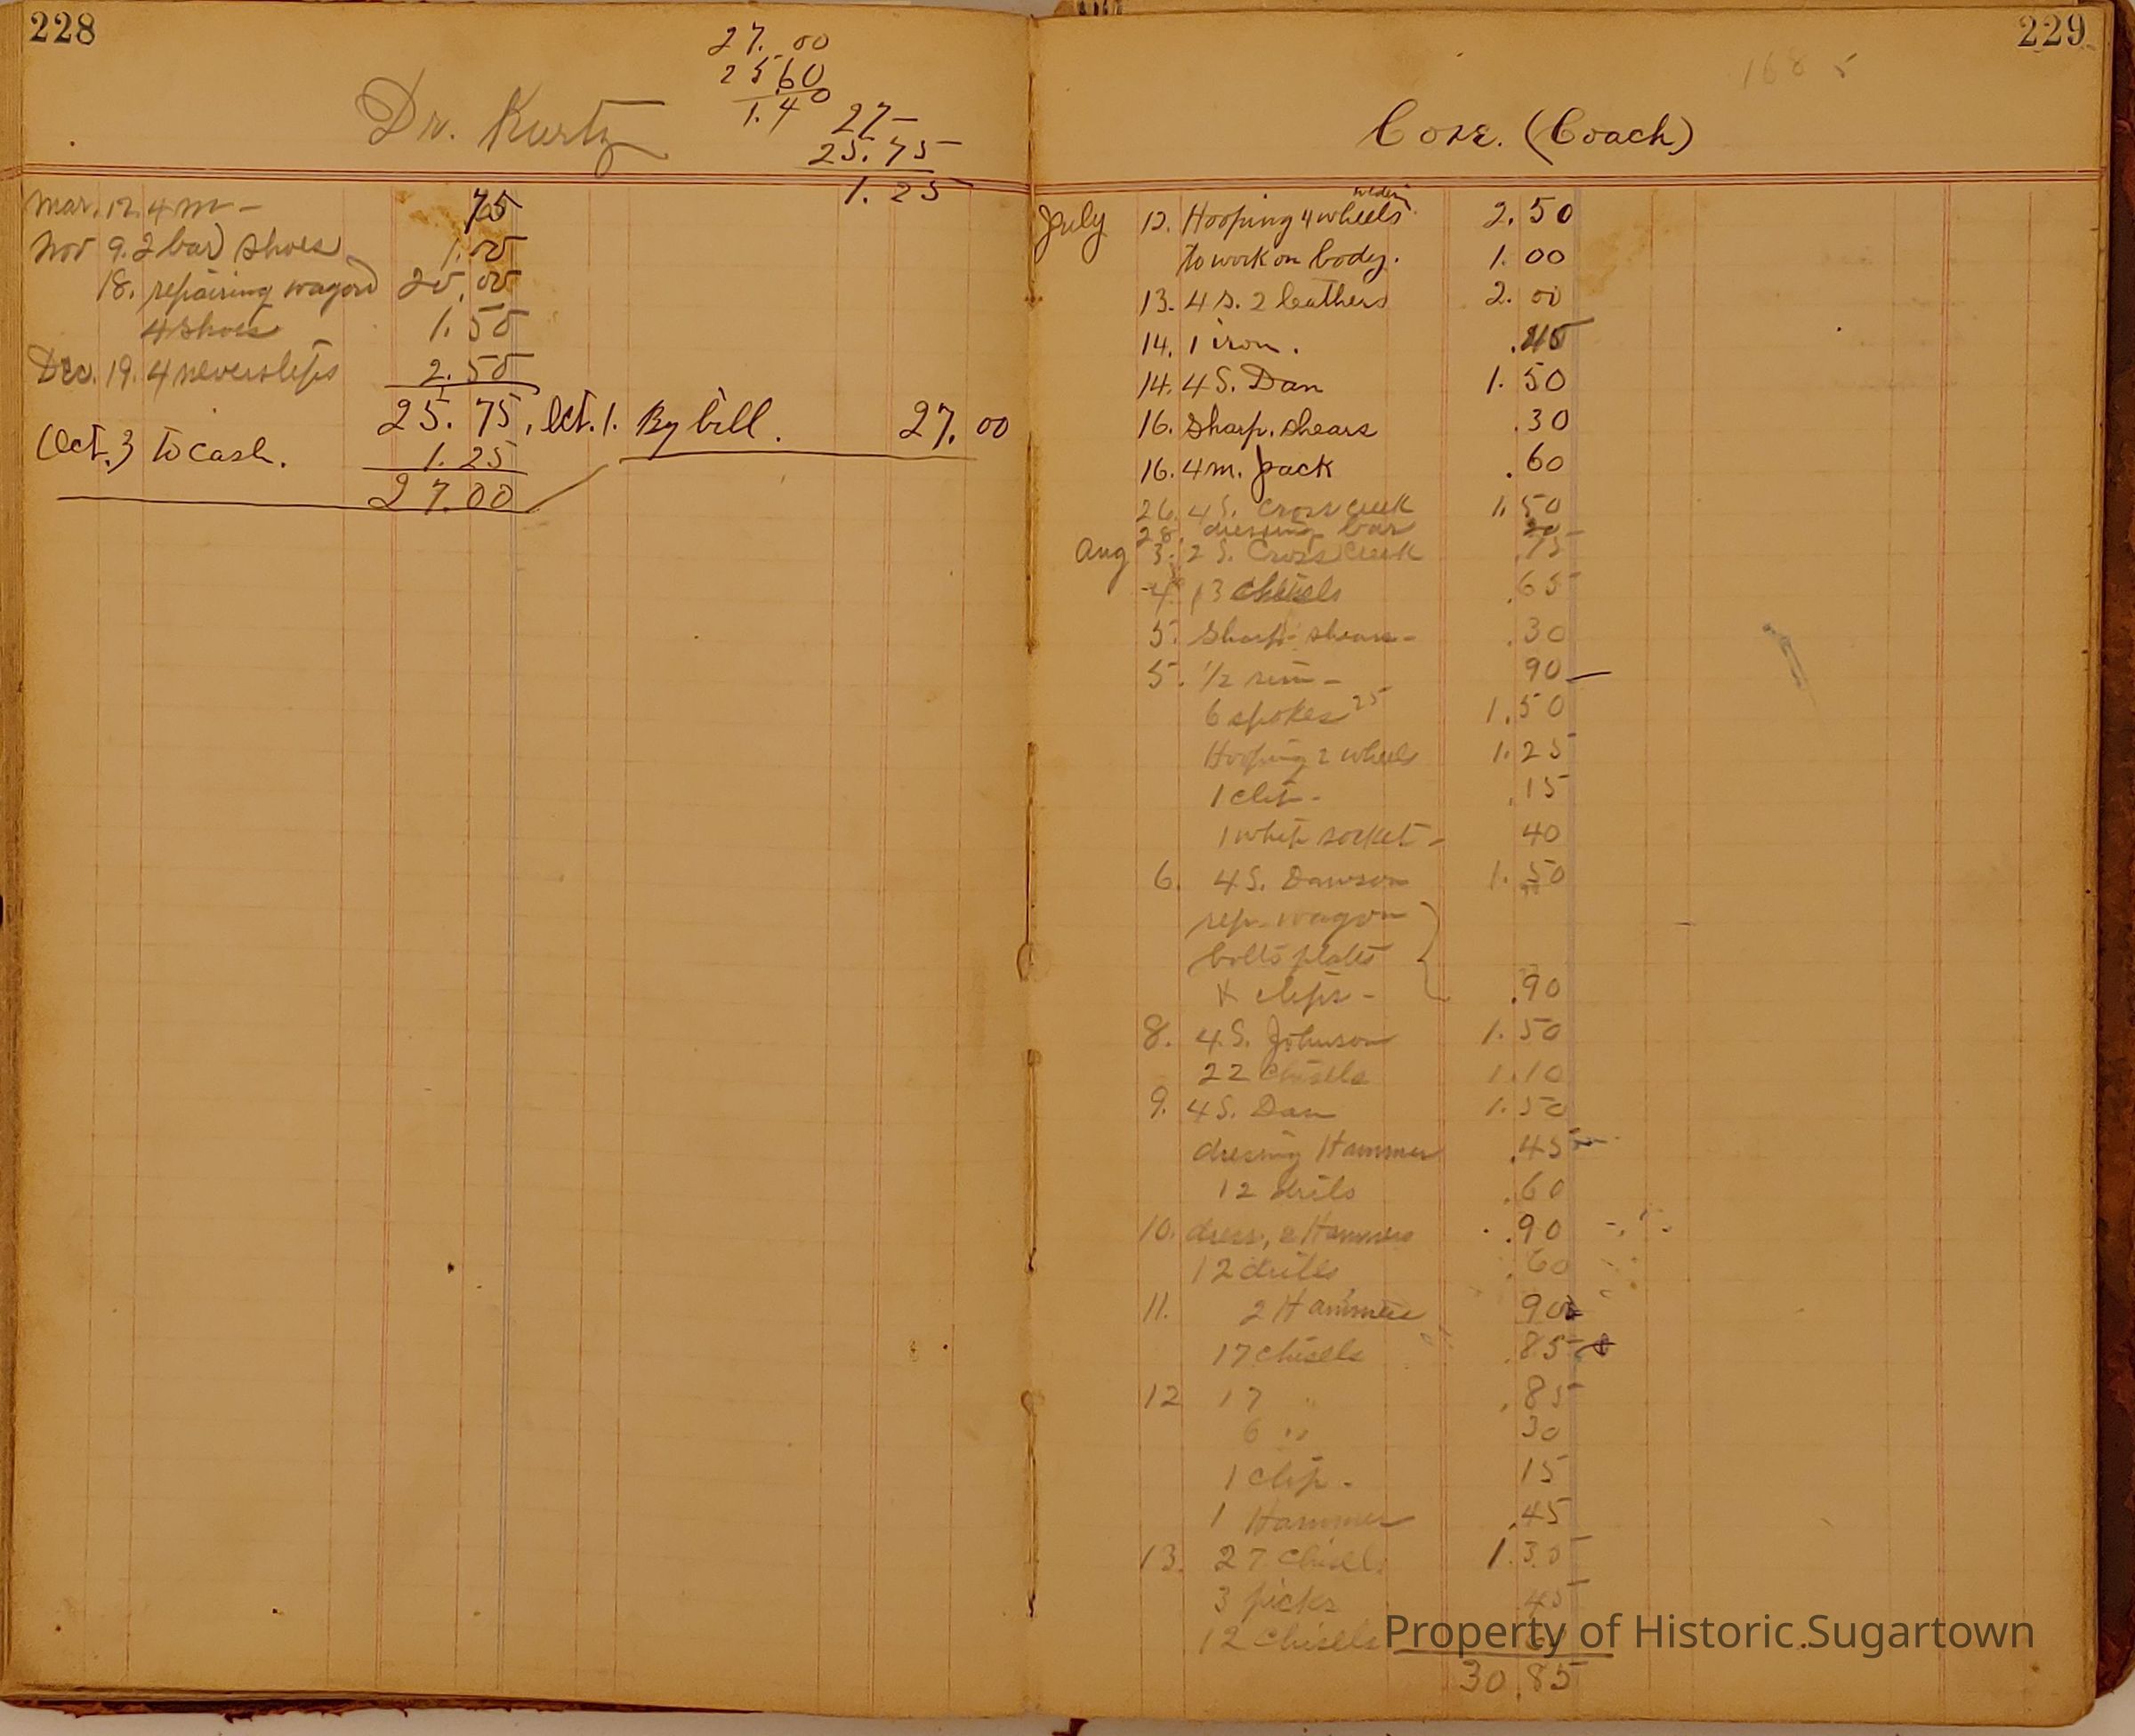 228
27.00
25.60
1.40
27-
25.75
1.25
Dr. Kurtz
Mar. 12. 4 m - 75
Nov 9. 2 bar shoes 1.00
18. repairing wagon 20.00
4 shoes 1.50
Dec. 19. 4 neverslips 2.50
25.75. Oct. 1. By bill. 27.00
Oct. 3 To cash. 1.25
27.00
229
168 5
(Coach)
July 12. Hooping 4 wheels. 2.50
to work on body. 1.00
13. 4 S. 2 leathers 2.00
14. 1 iron.
14. 4 S. Dan 1.50
16. Sharp. shears .30
16. 4 m. Jack .60
26. 4 S. Cross creek 1.50
28. dressing bar 20
Aug 3. 2 S. Cross Creek .75
4 13 chisels .65
5. Sharp. shears - .30
5. 1/2 rim - 90
6 spokes 25 1.50
Hooping 2 wheels 1.25
1 clip - .15
1 whip socket - 40
6. 4 S. Dawson 1.50
rep. wagon
bolts plates
& clips - .90
8. 4 S. Johnson 1.50
22 chisels 1.10
9. 4 S. Dan 1.50
dressing Hammer .45
12 drils .60
10. dress, 2 Hammers .90
12 drills .60
11. 2 Hammers 90
17 chisels .85
12 17 " .85
6 " 30
1 clip - 15
1 Hammer .45
13. 27 chisels 1.35
3 picks 45
12 chisels
30.85
Property of Historic Sugartown